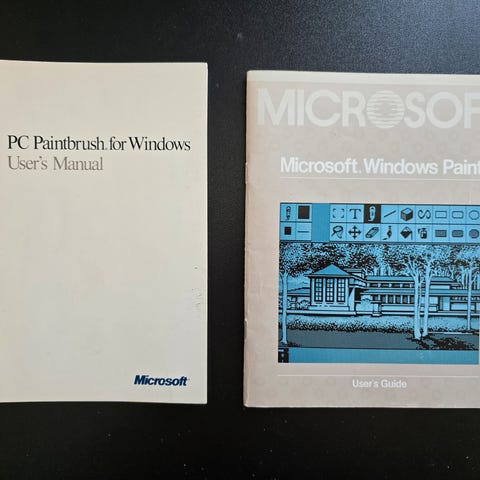 PC Paintbrush for Windows
User's Manual
Microsoft
MICROSOF
Microsoft Windows Paint
T
User's Guide